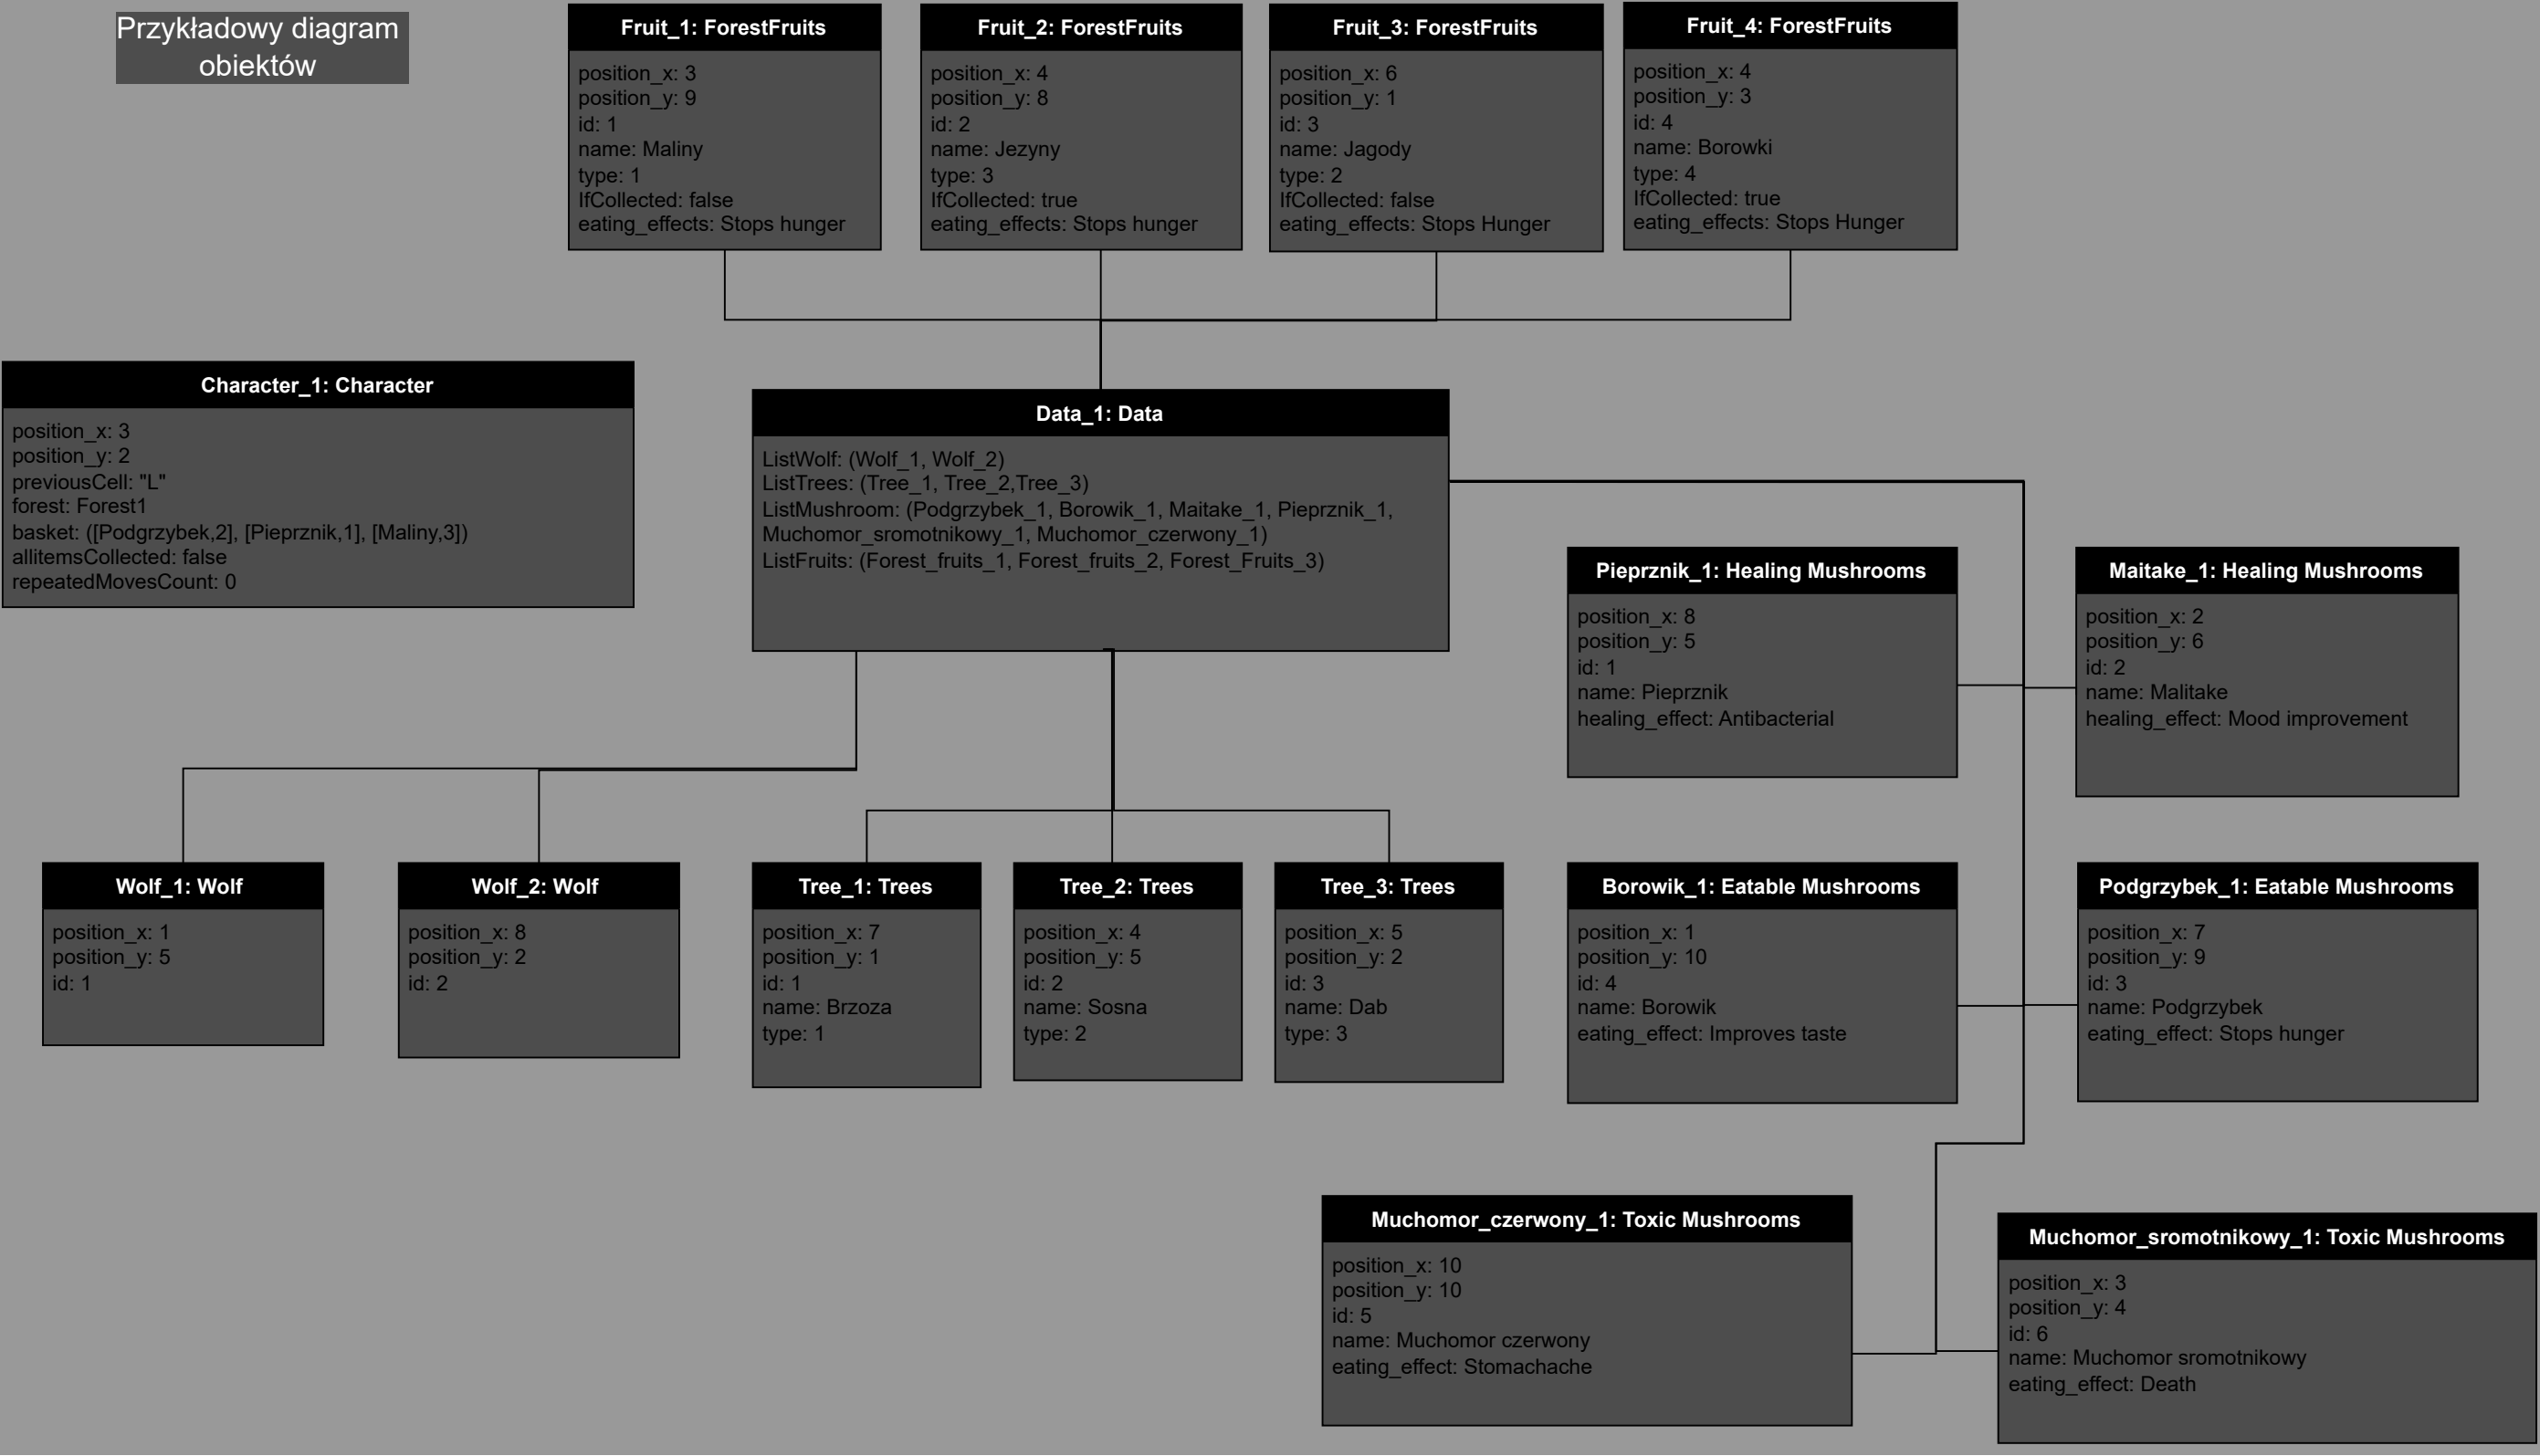 Przykładowy diagram
obiektów
Fruit_1: ForestFruits
position_x: 3
position_y: 9
id: 1
name: Maliny
type: 1
IfCollected: false
eating_effects: Stops hunger
Fruit_2: ForestFruits
position_x: 4
position_y: 8
id: 2
name: Jezyny
type: 3
IfCollected: true
eating_effects: Stops hunger
Fruit_3: ForestFruits
position_x: 6
position_y: 1
id: 3
name: Jagody
type: 2
IfCollected: false
eating_effects: Stops Hunger
Fruit_4: ForestFruits
position_x: 4
position_y: 3
id: 4
name: Borowki
type: 4
IfCollected: true
eating_effects: Stops Hunger
Character_1: Character
position_x: 3
position_y: 2
previousCell: "L"
forest: Forest1
basket: ([Podgrzybek,2], [Pieprznik,1], [Maliny,3])
allitemsCollected: false
repeatedMovesCount: 0
Data_1: Data
ListWolf: (Wolf_1, Wolf_2)
ListTrees: (Tree_1, Tree_2,Tree_3)
ListMushroom: (Podgrzybek_1, Borowik_1, Maitake_1, Pieprznik_1,
Muchomor_sromotnikowy_1, Muchomor_czerwony_1)
ListFruits: (Forest_fruits_1, Forest_fruits_2, Forest_Fruits_3)
Pieprznik_1: Healing Mushrooms
position_x: 8
position_y: 5
id: 1
name: Pieprznik
healing_effect: Antibacterial
Maitake_1: Healing Mushrooms
position_x: 2
position_y: 6
id: 2
name: Malitake
healing_effect: Mood improvement
Wolf_1: Wolf
position_x: 1
position_y: 5
id: 1
Wolf_2: Wolf
position_x: 8
position_y: 2
id: 2
Tree_1: Trees
position_x: 7
position_y: 1
id: 1
name: Brzoza
type: 1
Tree_2: Trees
position_x: 4
position_y: 5
id: 2
name: Sosna
type: 2
Tree_3: Trees
position_x: 5
position_y: 2
id: 3
name: Dab
type: 3
Borowik_1: Eatable Mushrooms
position_x: 1
position_y: 10
id: 4
name: Borowik
eating_effect: Improves taste
Podgrzybek_1: Eatable Mushrooms
position_x: 7
position_y: 9
id: 3
name: Podgrzybek
eating_effect: Stops hunger
Muchomor_czerwony_1: Toxic Mushrooms
position_x: 10
position_y: 10
id: 5
name: Muchomor czerwony
eating_effect: Stomachache
Muchomor_sromotnikowy_1: Toxic Mushrooms
position_x: 3
position_y: 4
id: 6
name: Muchomor sromotnikowy
eating_effect: Death